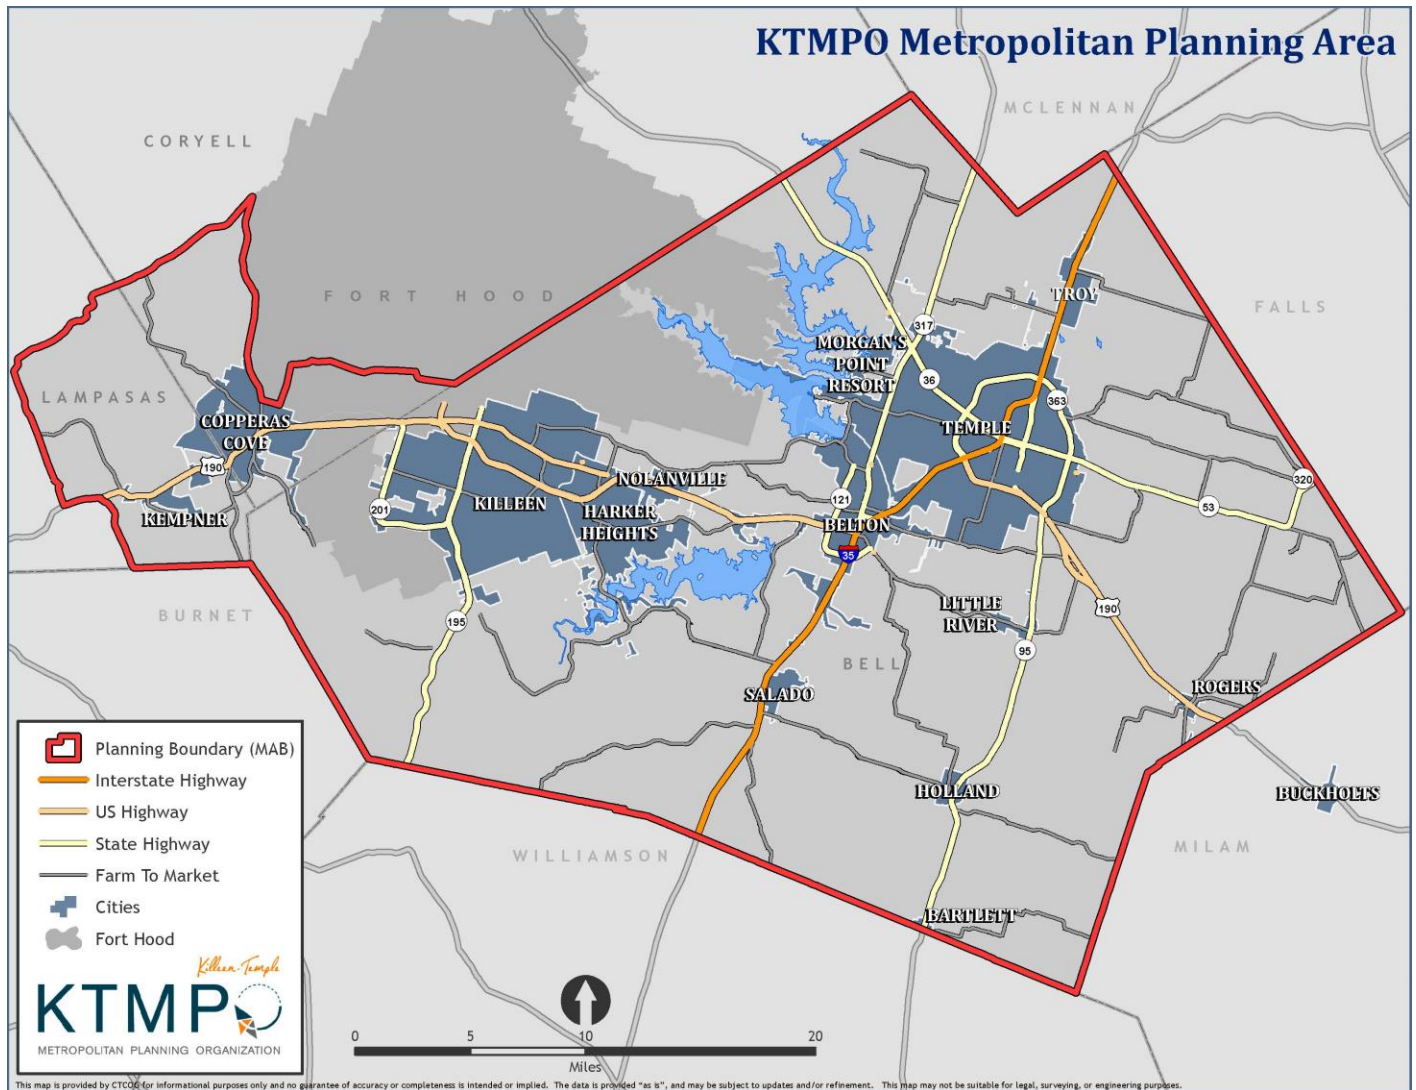 KTMPO Metropolitan Planning Area
MCLENNAN
CORYELL
FORT HOOD
FALLS
TROY
317
MORGAN'S
POINT
RESORT
36
363
LAMPASAS
COPPERAS
COVE
TEMPLE
190
NOLANVILLE
320
KILLEEN
121
53
201
KEMPNER
HARKER
HEIGHTS
BELTON
35
LITTLE
RIVER
190
BURNET
195
95
BELL
SALADO
ROGERS
HOLLAND
BUCKHOLTS
WILLIAMSON
MILAM
BARTLETT
Planning Boundary (MAB)
Interstate Highway
US Highway
State Highway
Farm To Market
Cities
Fort Hood
Killeen-Temple
KTMPO
METROPOLITAN PLANNING ORGANIZATION
0 5 10 20
Miles
This map is provided by CTCOG for informational purposes only and no guarantee of accuracy or completeness is intended or implied. The data is provided "as is", and may be subject to updates and/or refinement. This map may not be suitable for legal, surveying, or engineering purposes.